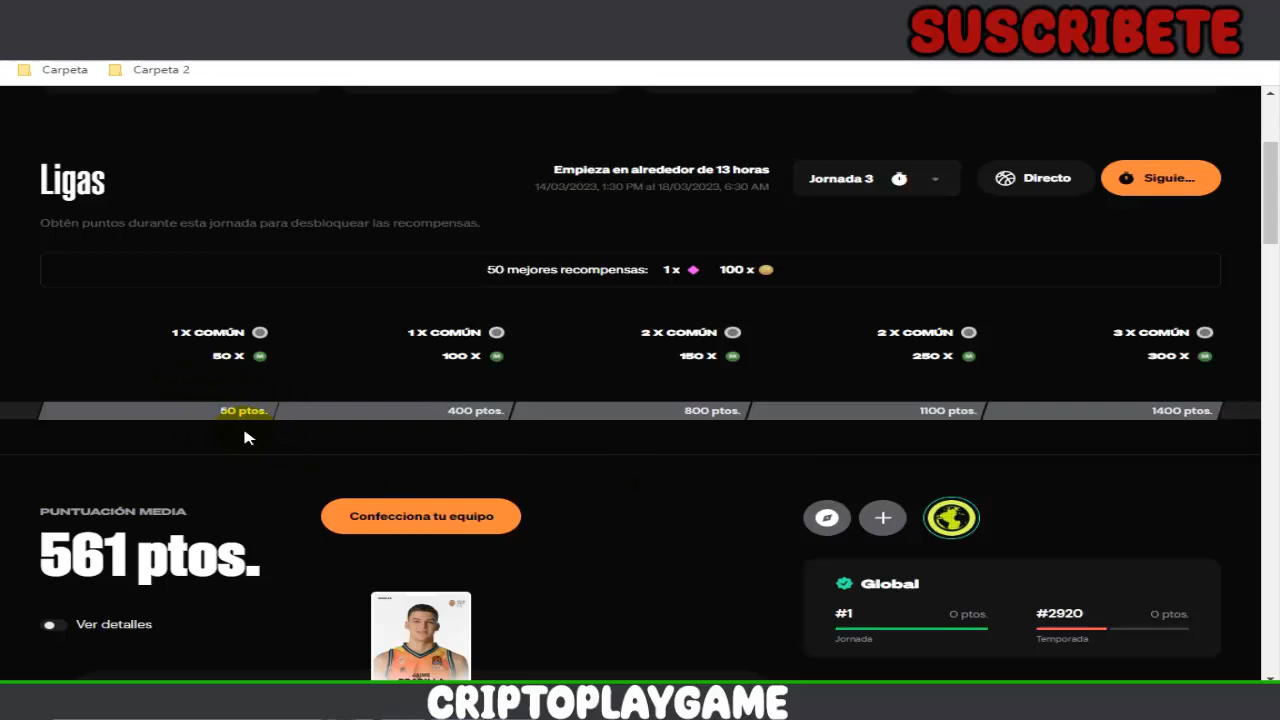 SUSCRIBETE
Carpeta Carpeta 2
Ligas
Empieza en alrededor de 13 horas
14/03/2023, 1:30 PM al 18/03/2023, 6:30 AM
Jornada 3
Directo
Siguie...
Obtén puntos durante esta jornada para desbloquear las recompensas.
50 mejores recompensas: 1 x 100 x
1 X COMÚN 1 X COMÚN 2 X COMÚN 2 X COMÚN 3 X COMÚN
50 X 100 X 150 X 250 X 300 X
50 ptos. 400 ptos. 800 ptos. 1100 ptos. 1400 ptos.
PUNTUACIÓN MEDIA
561 ptos.
Confecciona tu equipo
Ver detalles
Global
#1 0 ptos. #2920 0 ptos.
Jornada Temporada
JAIME
CRIPTOPLAYGAME